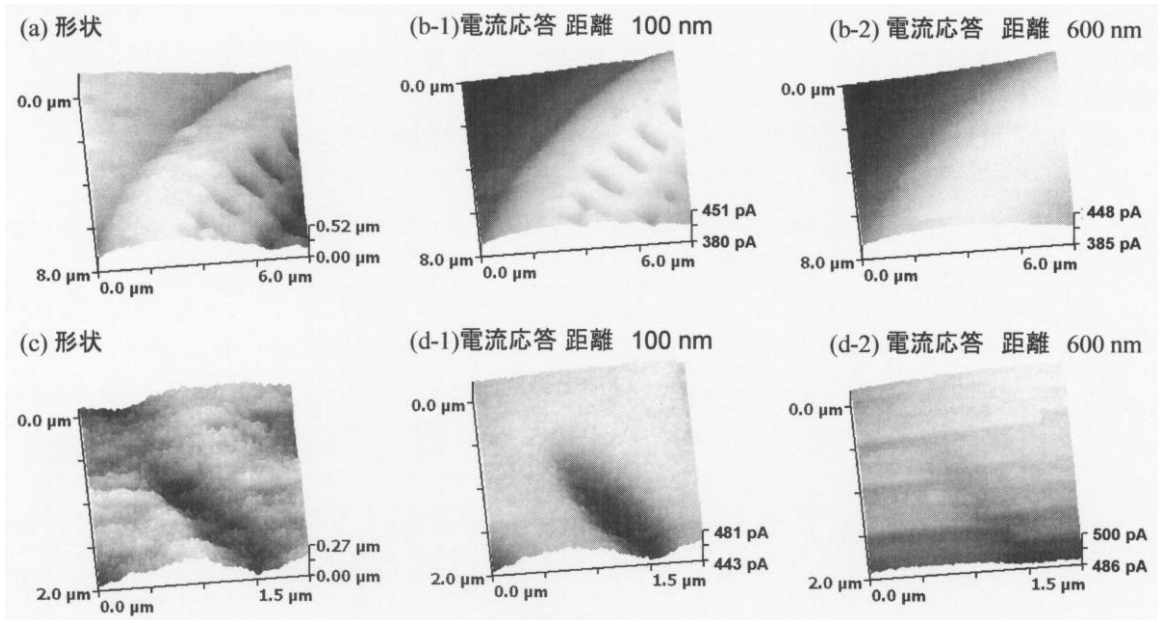 (a) 形状
(b-1)電流応答 距離 100 nm
(b-2) 電流応答 距離 600 nm
0.0 µm
0.52 µm
0.00 µm
8.0 µm
0.0 µm
6.0 µm
0.0 µm
451 pA
380 pA
8.0 µm
0.0 µm
6.0 µm
0.0 µm
448 pA
385 pA
8.0 µm
0.0 µm
6.0 µm
(c) 形状
(d-1)電流応答 距離 100 nm
(d-2) 電流応答 距離 600 nm
0.0 µm
0.27 µm
0.00 µm
2.0 µm
0.0 µm
1.5 µm
0.0 µm
481 pA
443 pA
2.0 µm
0.0 µm
1.5 µm
0.0 µm
500 pA
486 pA
2.0 µm
0.0 µm
1.5 µm